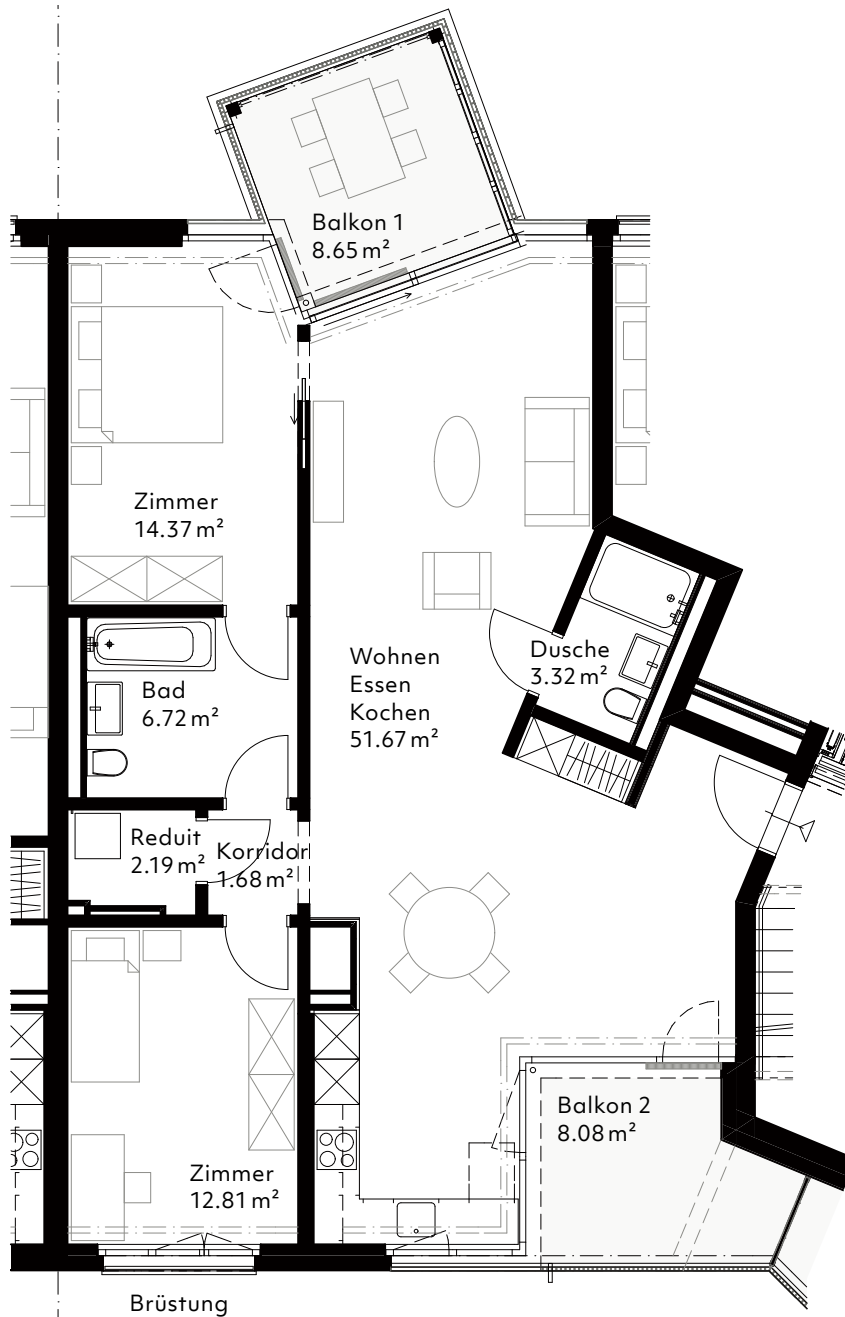 Balkon 1
8.65 m²
Zimmer
14.37 m²
Wohnen
Essen
Kochen
51.67 m²
Dusche
3.32 m²
Bad
6.72 m²
Reduit
2.19 m²
Korridor
1.68 m²
Balkon 2
8.08 m²
Zimmer
12.81 m²
Brüstung